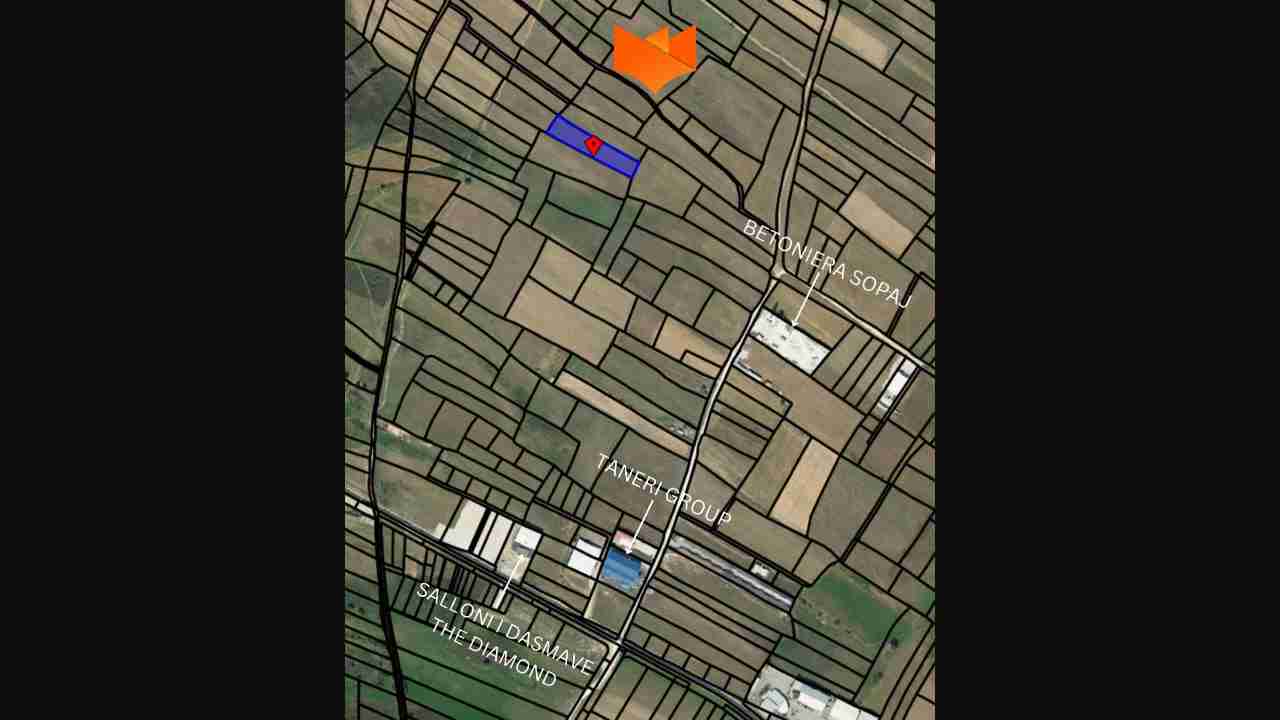 BETONIERA SOPAJ
TANERI GROUP
SALLONI I DASMAVE
THE DIAMOND